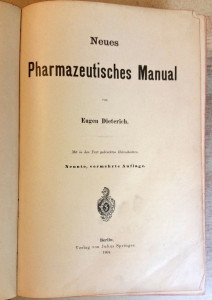 Neues
Pharmazeutisches Manual
von
Eugen Dieterich.
Mit in den Text gedruckten Holzschnitten.
Neunte, vermehrte Auflage.
Berlin.
Verlag von Julius Springer.